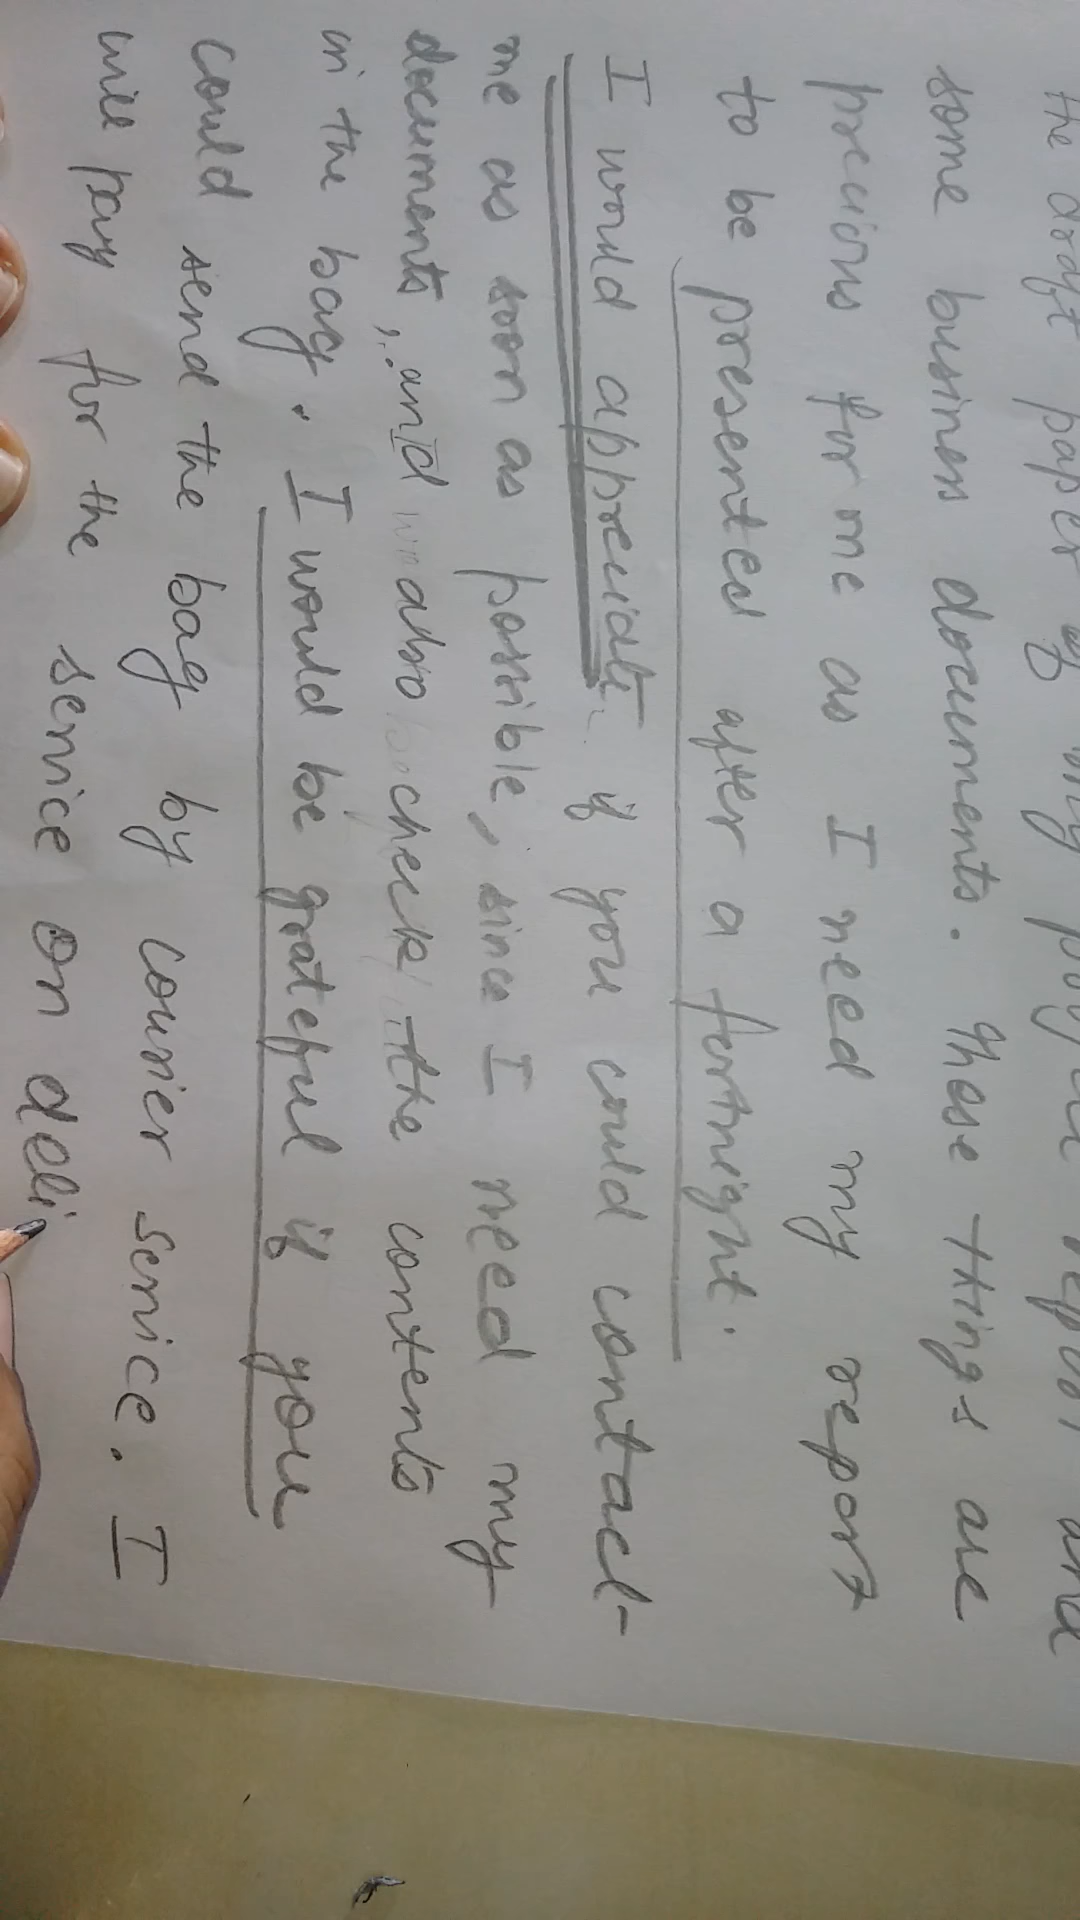 the draft paper of my report and
some business documents. These things are
precious for me as I need my report
to be presented after a fortnight.
I would appreciate if you could contact
me as soon as possible, since I need my
documents, and also check the contents
in the bag. I would be grateful if you
could send the bag by courier service. I
will pay for the service on deli